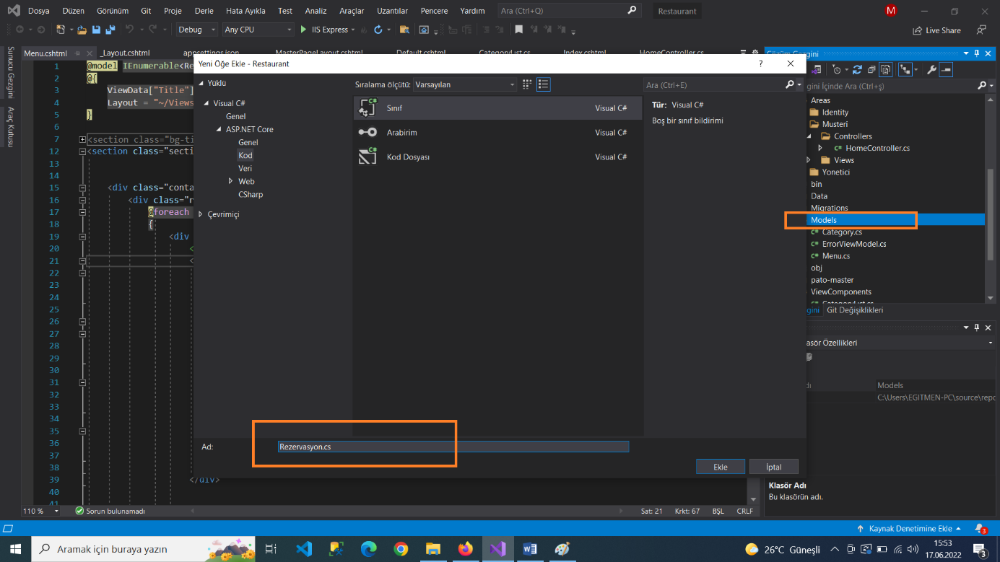 Dosya Düzen Görünüm Git Proje Derle Hata Ayıkla Test Analiz Araçlar Uzantılar Pencere Yardım Ara (Ctrl+Q) Restaurant M
Debug Any CPU IIS Express Live Share
Sunucu Gezgini
Araç Kutusu
Menu.cshtml _Layout.cshtml appsettings.json MasterPageLayout.cshtml Default.cshtml CategoryList.cs Index.cshtml HomeController.cs
1 @model IEnumerable<Re
2 @{
3 ViewData["Title"]
4 Layout = "~/Views
5 }
6
7 <section class="bg-ti
12 <section class="secti
13
14
15 <div class="conta
16 <div class="r
17 @foreach
18 {
19 <div
20 <
21 <
22
23
24
25
26
27
28
29
30
31
32
33
34
35
36
37
38
39 </div>
40
41
110 % Sorun bulunamadı Sat: 21 Krkt: 67 BŞL CRLF
Yeni Öğe Ekle - Restaurant ?
Yüklü
Visual C#
Genel
ASP.NET Core
Genel
Kod
Veri
Web
CSharp
Çevrimiçi
Sıralama ölçütü: Varsayılan
Sınıf Visual C#
Arabirim Visual C#
Kod Dosyası Visual C#
Ara (Ctrl+E)
Tür: Visual C#
Boş bir sınıf bildirimi
Ad: Rezervasyon.cs
Ekle İptal
Çözüm Gezgini
gini İçinde Ara (Ctrl+ş)
Areas
Identity
Musteri
Controllers
C# HomeController.cs
Views
Yonetici
bin
Data
Migrations
Models
C# Category.cs
C# ErrorViewModel.cs
C# Menu.cs
obj
pato-master
ViewComponents
CategoryList.cs
gini Git Değişiklikleri
asör Özellikleri
dı Models
C:\Users\EGITMEN-PC\source\repo
Klasör Adı
Bu klasörün adı.
Kaynak Denetimine Ekle 3
Aramak için buraya yazın
26°C Güneşli
15:53
17.06.2022
3